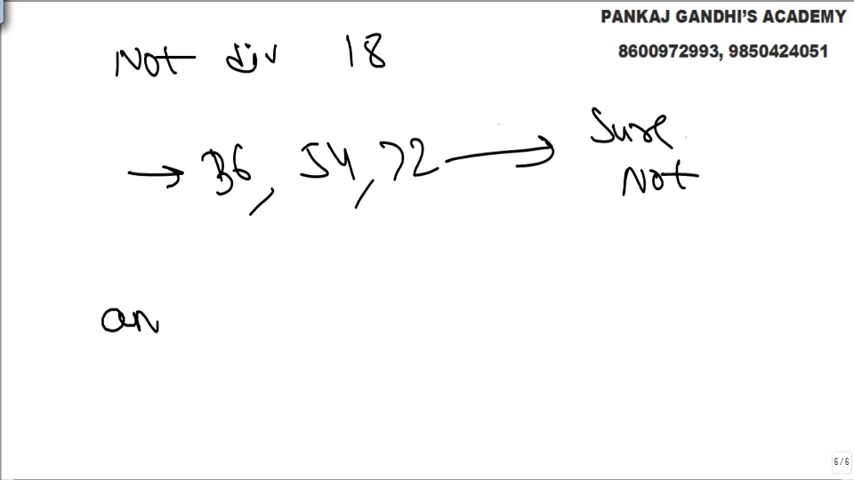 PANKAJ GANDHI'S ACADEMY
8600972993, 9850424051
Not div 18
→ 36, 54, 72 → Sure Not
an
6/6